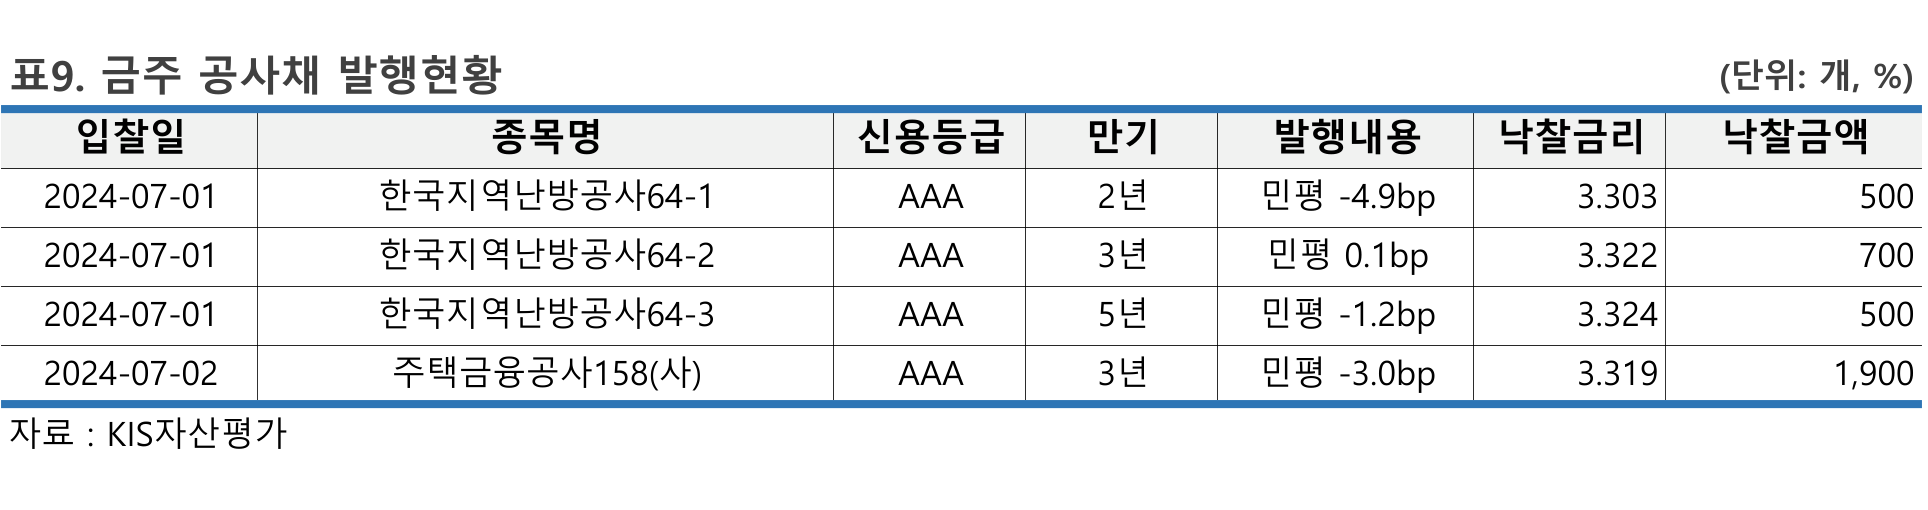 표9. 금주 공사채 발행현황 (단위: 개, %)
입찰일 종목명 신용등급 만기 발행내용 낙찰금리 낙찰금액
2024-07-01 한국지역난방공사64-1 AAA 2년 민평 -4.9bp 3.303 500
2024-07-01 한국지역난방공사64-2 AAA 3년 민평 0.1bp 3.322 700
2024-07-01 한국지역난방공사64-3 AAA 5년 민평 -1.2bp 3.324 500
2024-07-02 주택금융공사158(사) AAA 3년 민평 -3.0bp 3.319 1,900
자료 : KIS자산평가